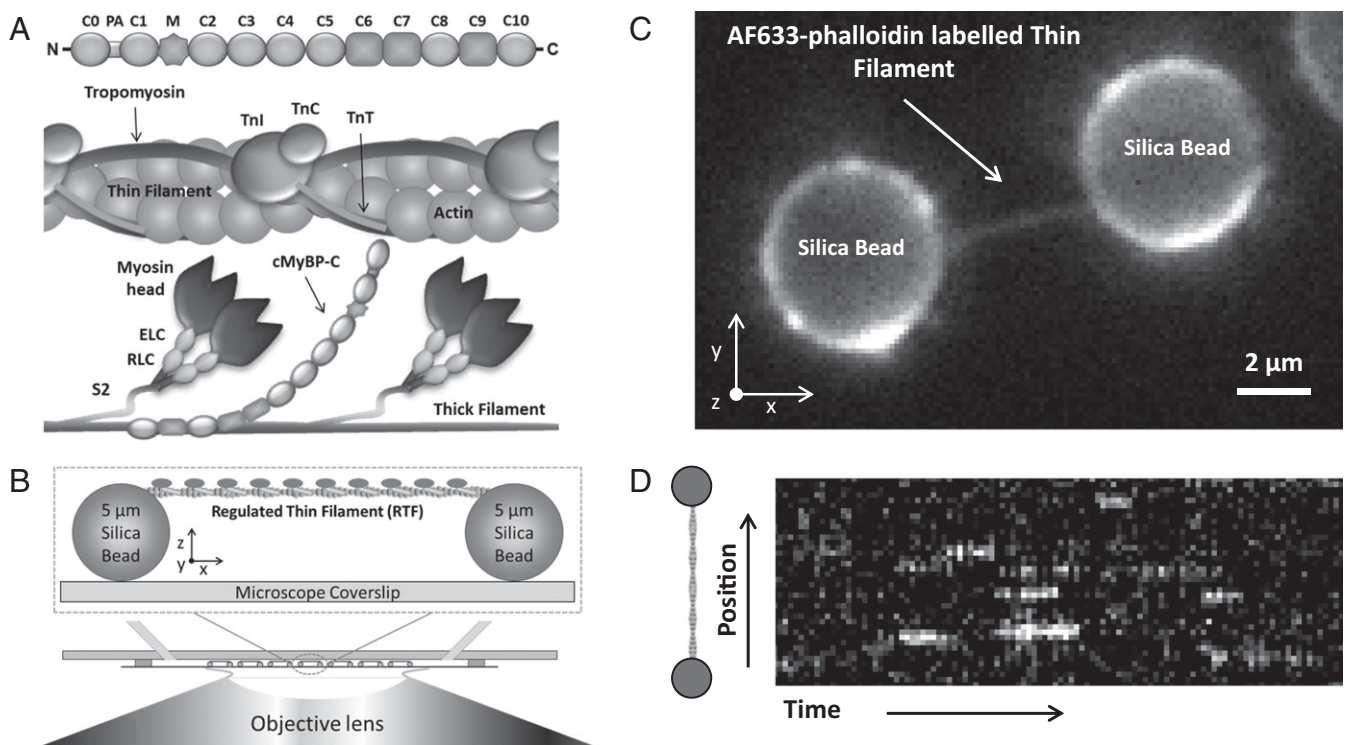 A
C0 PA C1 M C2 C3 C4 C5 C6 C7 C8 C9 C10
N
C
Tropomyosin
TnI
TnC
TnT
Thin Filament
Actin
cMyBP-C
Myosin
head
ELC
RLC
S2
Thick Filament
B
5 µm
Silica
Bead
Regulated Thin Filament (RTF)
z
y
x
5 µm
Silica
Bead
Microscope Coverslip
Objective lens
C
AF633-phalloidin labelled Thin
Filament
Silica Bead
Silica Bead
y
z
x
2 µm
D
Position
Time